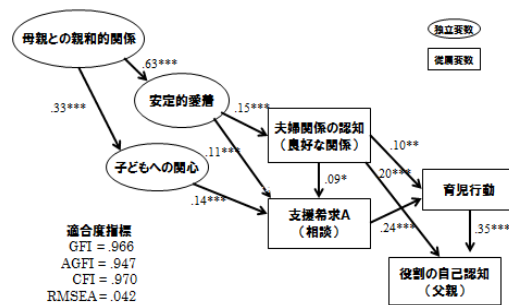 母親との親和的関係
独立変数
従属変数
.63***
.33***
安定的愛着
.15***
夫婦関係の認知
(良好な関係)
.10**
.11***
子どもへの関心
.09*
.20***
育児行動
.14***
支援希求A
(相談)
.24***
.35***
適合度指標
GFI = .966
AGFI = .947
CFI = .970
RMSEA = .042
役割の自己認知
(父親)